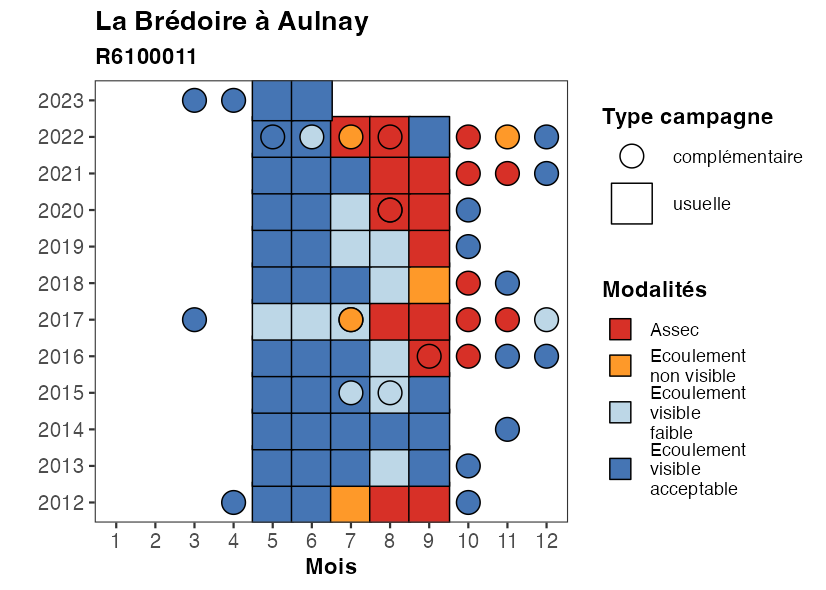 La Brédoire à Aulnay
R6100011
2023
2022
2021
2020
2019
2018
2017
2016
2015
2014
2013
2012
1 2 3 4 5 6 7 8 9 10 11 12
Mois
Type campagne
complémentaire
usuelle
Modalités
Assec
Ecoulement
non visible
Ecoulement
visible
faible
Ecoulement
visible
acceptable